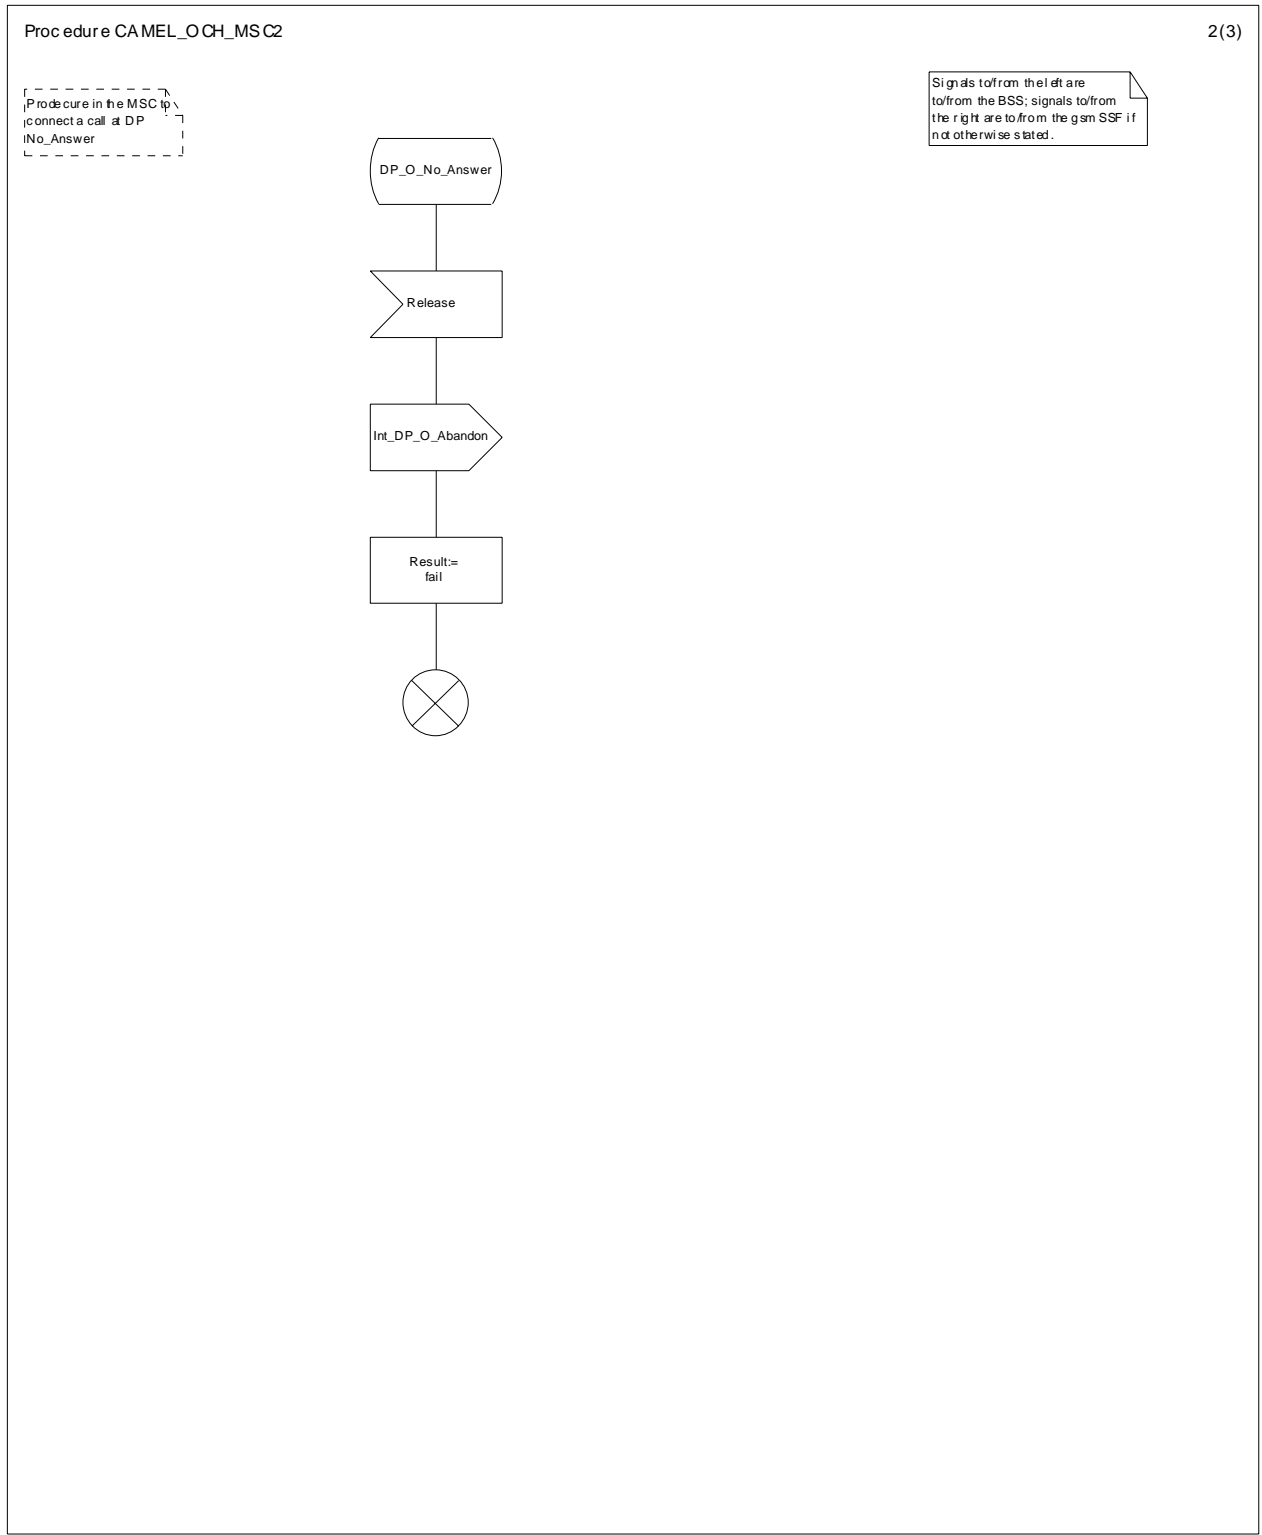 Procedure CAMEL_OCH_MSC2
2(3)
Prodecure in the MSC to
connect a call at DP
No_Answer
Signals to/from the left are
to/from the BSS; signals to/from
the right are to/from the gsmSSF if
not otherwise stated.
DP_O_No_Answer
Release
Int_DP_O_Abandon
Result:=
fail